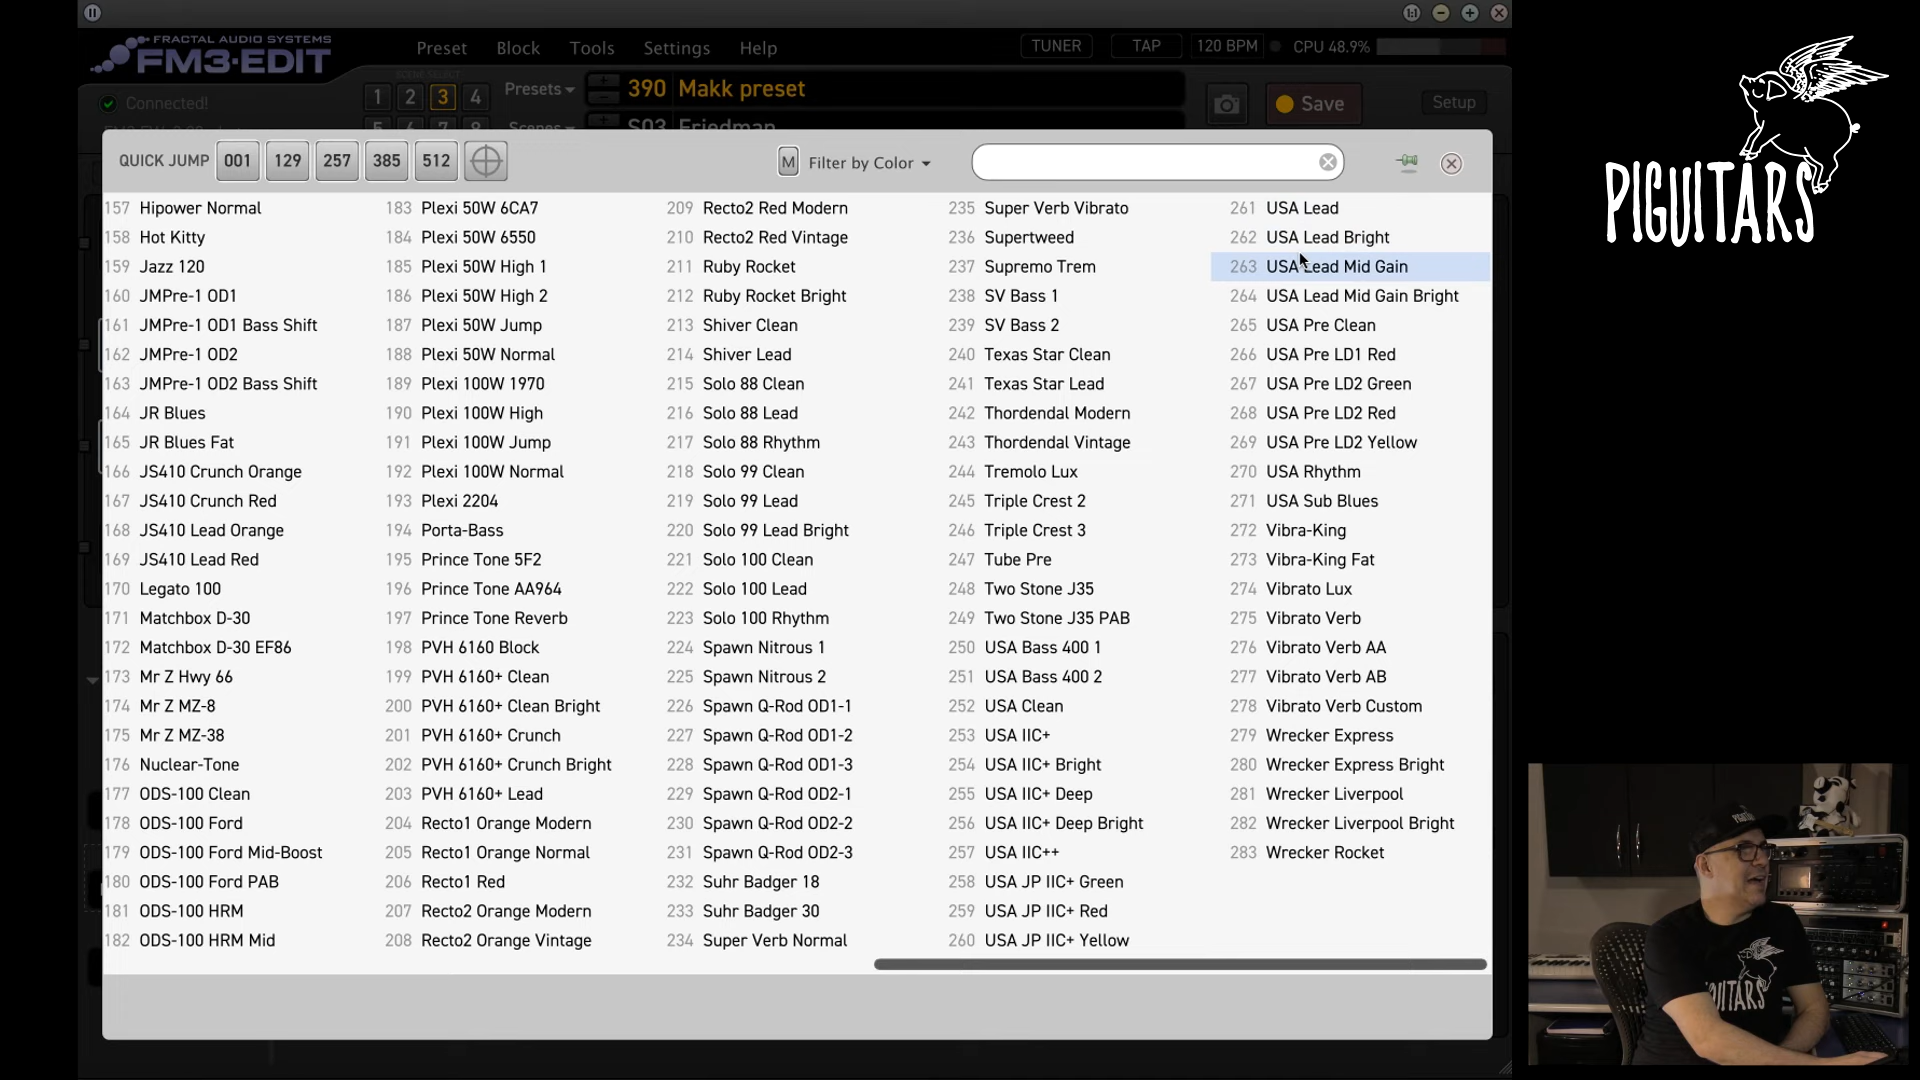 FRACTAL AUDIO SYSTEMS
FM3-EDIT
Preset Block Tools Settings Help
TUNER TAP 120 BPM CPU 48.9%
Connected!
SCENE SELECT
1 2 3 4
Presets
390 Makk preset
Save
Setup
Scenes
S03 Friedman
QUICK JUMP 001 129 257 385 512
M Filter by Color
157 Hipower Normal
158 Hot Kitty
159 Jazz 120
160 JMPre-1 OD1
161 JMPre-1 OD1 Bass Shift
162 JMPre-1 OD2
163 JMPre-1 OD2 Bass Shift
164 JR Blues
165 JR Blues Fat
166 JS410 Crunch Orange
167 JS410 Crunch Red
168 JS410 Lead Orange
169 JS410 Lead Red
170 Legato 100
171 Matchbox D-30
172 Matchbox D-30 EF86
173 Mr Z Hwy 66
174 Mr Z MZ-8
175 Mr Z MZ-38
176 Nuclear-Tone
177 ODS-100 Clean
178 ODS-100 Ford
179 ODS-100 Ford Mid-Boost
180 ODS-100 Ford PAB
181 ODS-100 HRM
182 ODS-100 HRM Mid
183 Plexi 50W 6CA7
184 Plexi 50W 6550
185 Plexi 50W High 1
186 Plexi 50W High 2
187 Plexi 50W Jump
188 Plexi 50W Normal
189 Plexi 100W 1970
190 Plexi 100W High
191 Plexi 100W Jump
192 Plexi 100W Normal
193 Plexi 2204
194 Porta-Bass
195 Prince Tone 5F2
196 Prince Tone AA964
197 Prince Tone Reverb
198 PVH 6160 Block
199 PVH 6160+ Clean
200 PVH 6160+ Clean Bright
201 PVH 6160+ Crunch
202 PVH 6160+ Crunch Bright
203 PVH 6160+ Lead
204 Recto1 Orange Modern
205 Recto1 Orange Normal
206 Recto1 Red
207 Recto2 Orange Modern
208 Recto2 Orange Vintage
209 Recto2 Red Modern
210 Recto2 Red Vintage
211 Ruby Rocket
212 Ruby Rocket Bright
213 Shiver Clean
214 Shiver Lead
215 Solo 88 Clean
216 Solo 88 Lead
217 Solo 88 Rhythm
218 Solo 99 Clean
219 Solo 99 Lead
220 Solo 99 Lead Bright
221 Solo 100 Clean
222 Solo 100 Lead
223 Solo 100 Rhythm
224 Spawn Nitrous 1
225 Spawn Nitrous 2
226 Spawn Q-Rod OD1-1
227 Spawn Q-Rod OD1-2
228 Spawn Q-Rod OD1-3
229 Spawn Q-Rod OD2-1
230 Spawn Q-Rod OD2-2
231 Spawn Q-Rod OD2-3
232 Suhr Badger 18
233 Suhr Badger 30
234 Super Verb Normal
235 Super Verb Vibrato
236 Supertweed
237 Supremo Trem
238 SV Bass 1
239 SV Bass 2
240 Texas Star Clean
241 Texas Star Lead
242 Thordendal Modern
243 Thordendal Vintage
244 Tremolo Lux
245 Triple Crest 2
246 Triple Crest 3
247 Tube Pre
248 Two Stone J35
249 Two Stone J35 PAB
250 USA Bass 400 1
251 USA Bass 400 2
252 USA Clean
253 USA IIC+
254 USA IIC+ Bright
255 USA IIC+ Deep
256 USA IIC+ Deep Bright
257 USA IIC++
258 USA JP IIC+ Green
259 USA JP IIC+ Red
260 USA JP IIC+ Yellow
261 USA Lead
262 USA Lead Bright
263 USA Lead Mid Gain
264 USA Lead Mid Gain Bright
265 USA Pre Clean
266 USA Pre LD1 Red
267 USA Pre LD2 Green
268 USA Pre LD2 Red
269 USA Pre LD2 Yellow
270 USA Rhythm
271 USA Sub Blues
272 Vibra-King
273 Vibra-King Fat
274 Vibrato Lux
275 Vibrato Verb
276 Vibrato Verb AA
277 Vibrato Verb AB
278 Vibrato Verb Custom
279 Wrecker Express
280 Wrecker Express Bright
281 Wrecker Liverpool
282 Wrecker Liverpool Bright
283 Wrecker Rocket
PIGUITARS